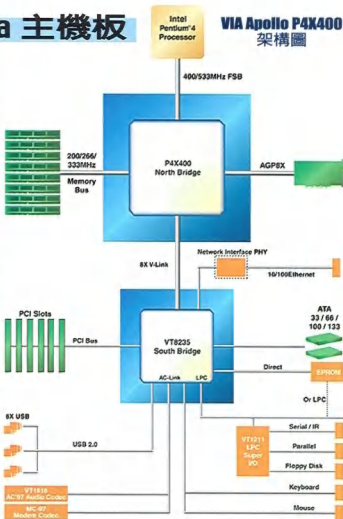 a 主機板
VIA Apollo P4X400
架構圖
Intel
Pentium®4
Processor
400/533MHz FSB
200/266/
333MHz
Memory
Bus
P4X400
North Bridge
AGP8X
8X V-Link
Network Interface PHY
10/100Ethernet
PCI Slots
PCI Bus
VT8235
South Bridge
AC-Link
LPC
ATA
33 / 66 /
100 / 133
Direct
EPROM
Or LPC
6X USB
USB 2.0
VT1211
LPC
Super
I/O
Serial / IR
Parallel
Floppy Disk
Keyboard
Mouse
VT1616
AC'97 Audio Codec
MC-97
Modem Codec